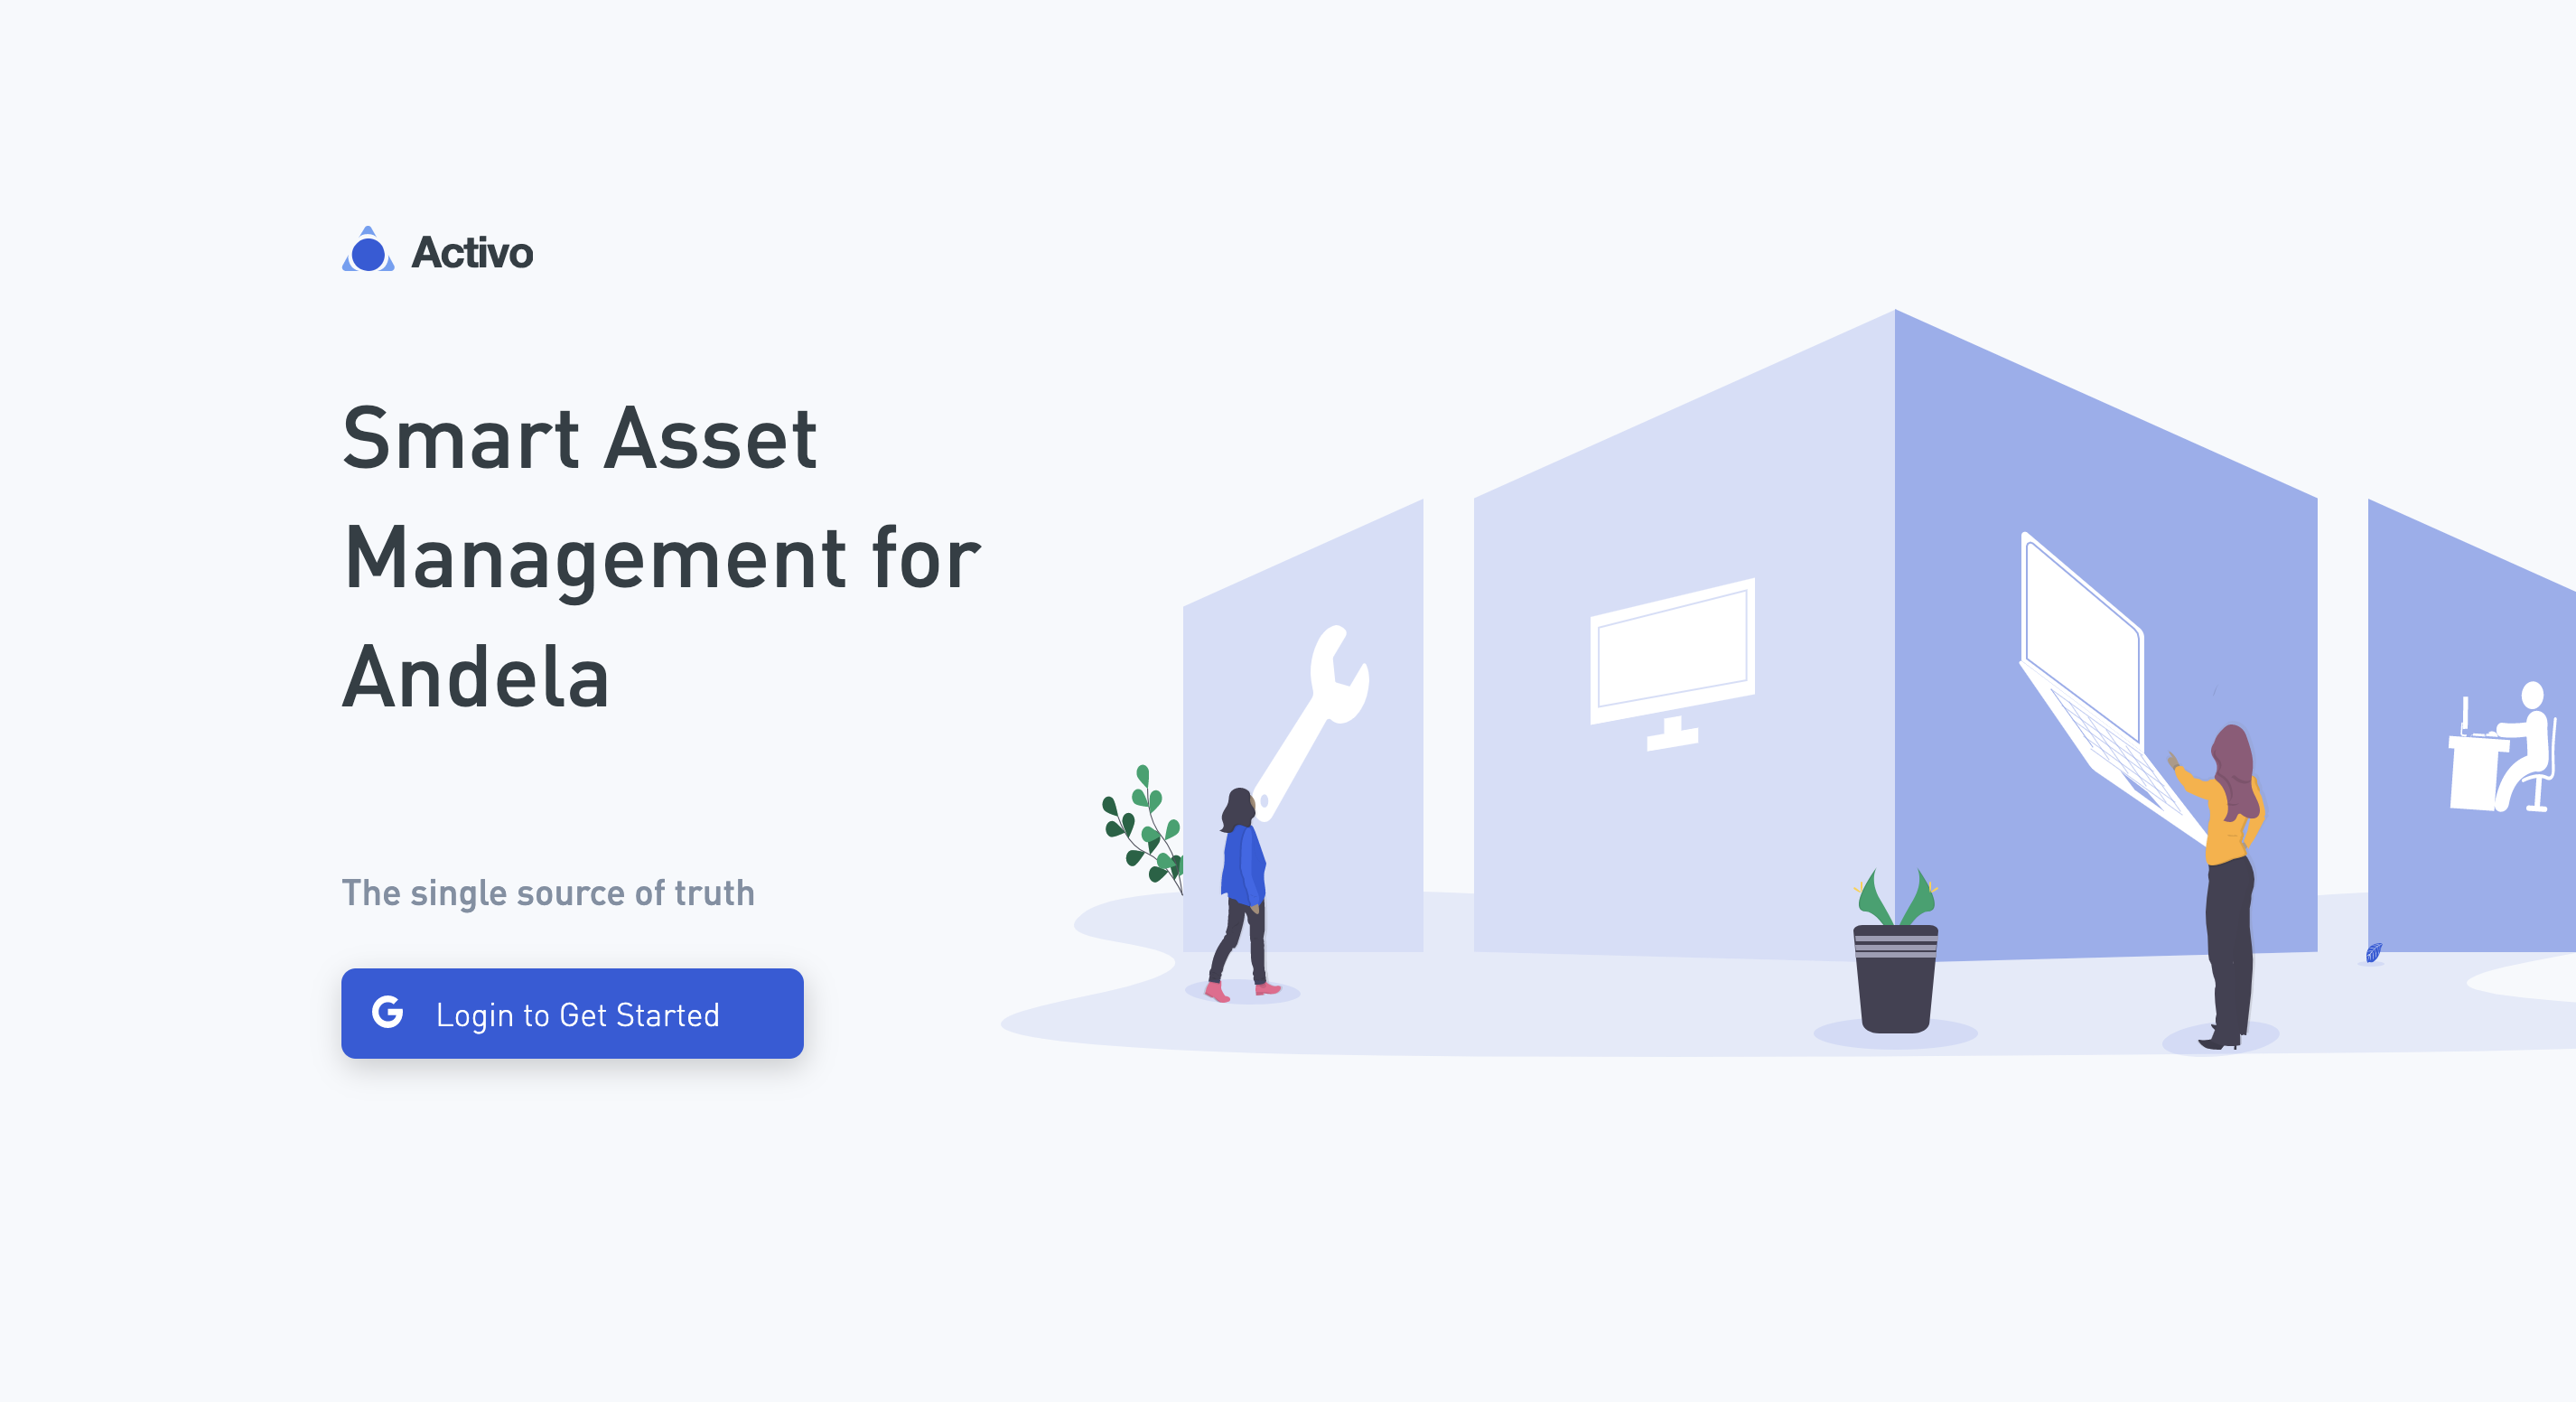 Activo
Smart Asset
Management for
Andela
The single source of truth
G Login to Get Started